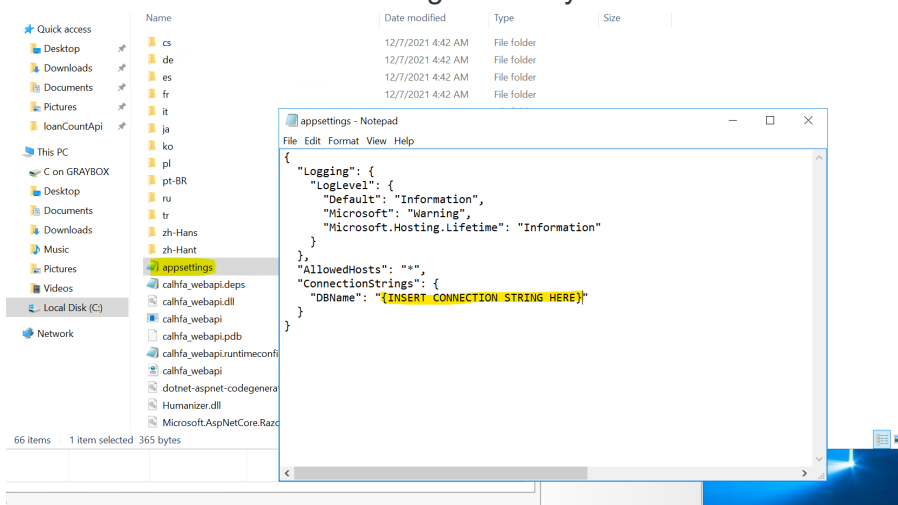 Name Date modified Type Size
Quick access
Desktop
Downloads
Documents
Pictures
loanCountApi
This PC
C on GRAYBOX
Desktop
Documents
Downloads
Music
Pictures
Videos
Local Disk (C:)
Network
cs 12/7/2021 4:42 AM File folder
de 12/7/2021 4:42 AM File folder
es 12/7/2021 4:42 AM File folder
fr 12/7/2021 4:42 AM File folder
it
ja
ko
pl
pt-BR
ru
tr
zh-Hans
zh-Hant
appsettings
calhfa_webapi.deps
calhfa_webapi.dll
calhfa_webapi
calhfa_webapi.pdb
calhfa_webapi.runtimeconfi
calhfa_webapi
dotnet-aspnet-codegenera
Humanizer.dll
Microsoft.AspNetCore.Razo
66 items 1 item selected 365 bytes
appsettings - Notepad
File Edit Format View Help
{
"Logging": {
"LogLevel": {
"Default": "Information",
"Microsoft": "Warning",
"Microsoft.Hosting.Lifetime": "Information"
}
},
"AllowedHosts": "*",
"ConnectionStrings": {
"DBName": "{INSERT CONNECTION STRING HERE}"
}
}